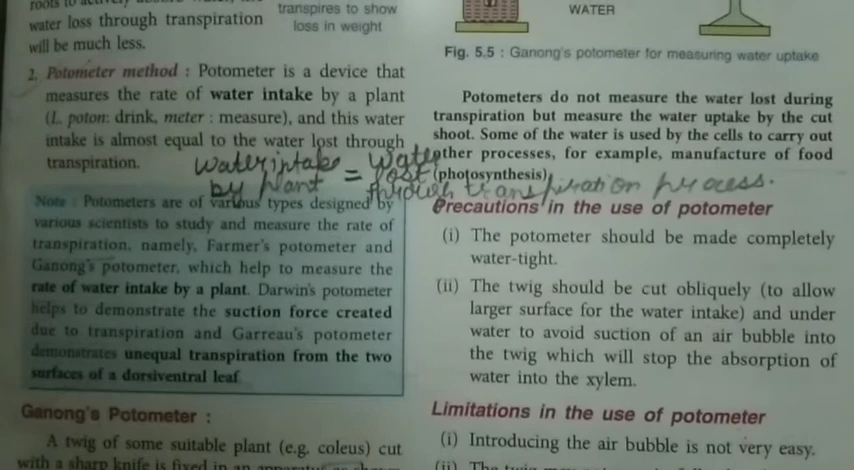 roots to actively absorb
water loss through transpiration
will be much less.
transpires to show
loss in weight
2. Potometer method : Potometer is a device that
measures the rate of water intake by a plant
(L. poton: drink, meter : measure), and this water
intake is almost equal to the water lost through
transpiration.
water intake = water
by plant lost
through transpiration process.
Note : Potometers are of various types designed by
various scientists to study and measure the rate of
transpiration, namely, Farmer's potometer and
Ganong's potometer, which help to measure the
rate of water intake by a plant. Darwin's potometer
helps to demonstrate the suction force created
due to transpiration and Garreau's potometer
demonstrates unequal transpiration from the two
surfaces of a dorsiventral leaf
Ganong's Potometer :
A twig of some suitable plant (e.g. coleus) cut
with a sharp knife is fixed in an apparatus as shown
WATER
Fig. 5.5 : Ganong's potometer for measuring water uptake
Potometers do not measure the water lost during
transpiration but measure the water uptake by the cut
shoot. Some of the water is used by the cells to carry out
other processes, for example, manufacture of food
(photosynthesis)
Precautions in the use of potometer
(i) The potometer should be made completely
water-tight.
(ii) The twig should be cut obliquely (to allow
larger surface for the water intake) and under
water to avoid suction of an air bubble into
the twig which will stop the absorption of
water into the xylem.
Limitations in the use of potometer
(i) Introducing the air bubble is not very easy.
(ii) The twig may